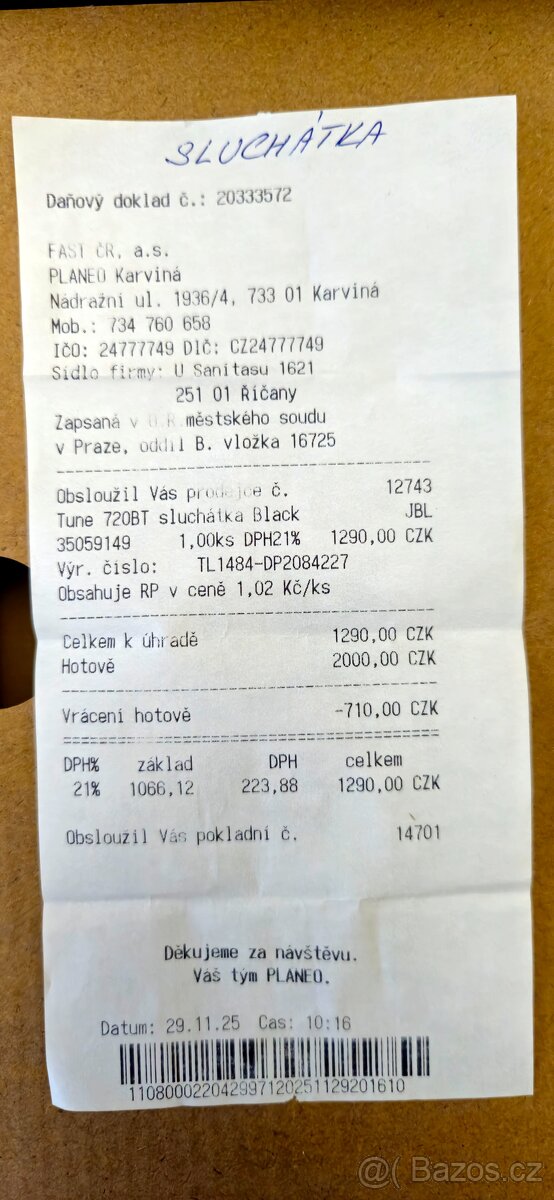 SLUCHÁTKA
Daňový doklad č.: 20333572
FAST ČR, a.s.
PLANEO Karviná
Nádražní ul. 1936/4, 733 01 Karviná
Mob.: 734 760 658
IČO: 24777749 DIČ: CZ24777749
Sídlo firmy: U Sanitasu 1621
251 01 Říčany
Zapsaná v O.R.městského soudu
v Praze, oddíl B. vložka 16725
Obsloužil Vás prodejce č. 12743
Tune 720BT sluchátka Black JBL
35059149 1,00ks DPH21% 1290,00 CZK
Výr. číslo: TL1484-DP2084227
Obsahuje RP v ceně 1,02 Kč/ks
Celkem k úhradě 1290,00 CZK
Hotově 2000,00 CZK
Vrácení hotově -710,00 CZK
DPH% základ DPH celkem
21% 1066,12 223,88 1290,00 CZK
Obsloužil Vás pokladní č. 14701
Děkujeme za návštěvu.
Váš tým PLANEO.
Datum: 29.11.25 Čas: 10:16
1108000220429971202511292016​10
@ Bazos.cz